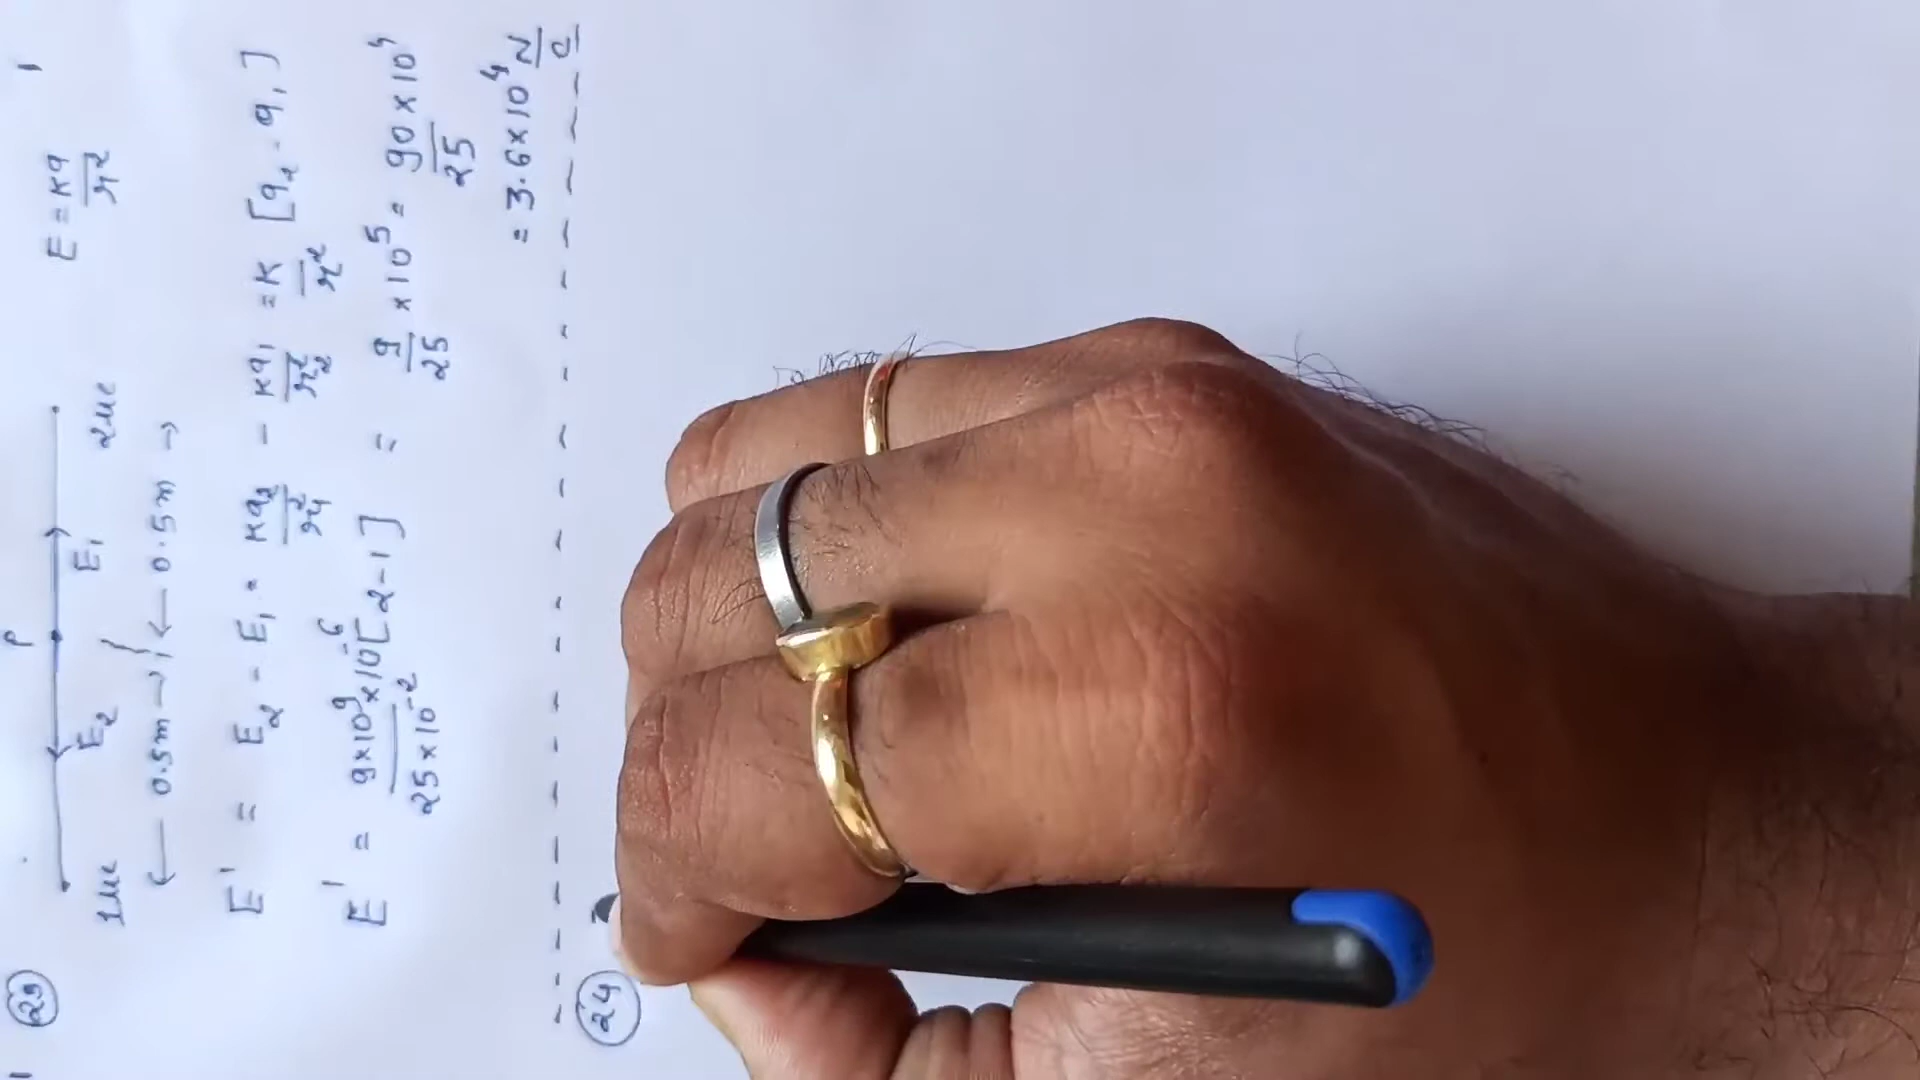 (23)
E = kq/r²
P
E₂ E₁
1μc 2μc
← 0.5m → ← 0.5m →
E' = E₂ - E₁ = kq₂/r₁² - kq₁/r₂² = k/r² [q₂ - q₁]
E' = 9×10⁹×10⁻⁶/25×10⁻² [2-1] = 9/25 ×10⁵ = 90×10⁴/25
= 3.6×10⁴ N/C
(24)